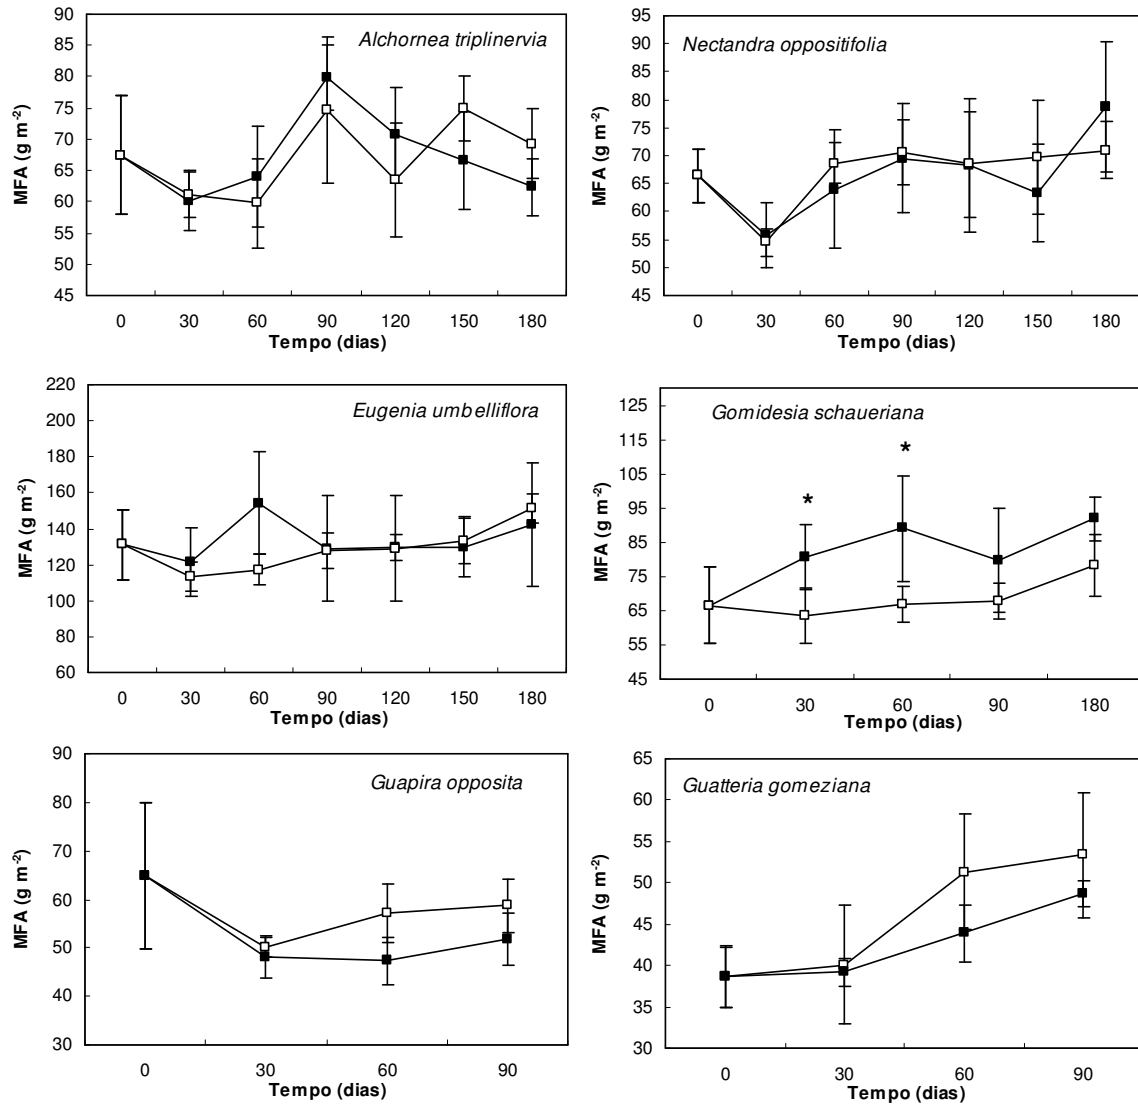 Alchornea triplinervia
MFA (g m⁻²)
90
85
80
75
70
65
60
55
50
45
0 30 60 90 120 150 180
Tempo (dias)
Nectandra oppositifolia
MFA (g m⁻²)
95
90
85
80
75
70
65
60
55
50
45
0 30 60 90 120 150 180
Tempo (dias)
Eugenia umbelliflora
MFA (g m⁻²)
220
200
180
160
140
120
100
80
60
0 30 60 90 120 150 180
Tempo (dias)
Gomidesia schaueriana
MFA (g m⁻²)
125
115
105
95
85
75
65
55
45
* *
0 30 60 90 180
Tempo (dias)
Guapira opposita
MFA (g m⁻²)
90
80
70
60
50
40
30
0 30 60 90
Tempo (dias)
Guatteria gomeziana
MFA (g m⁻²)
65
60
55
50
45
40
35
30
0 30 60 90
Tempo (dias)